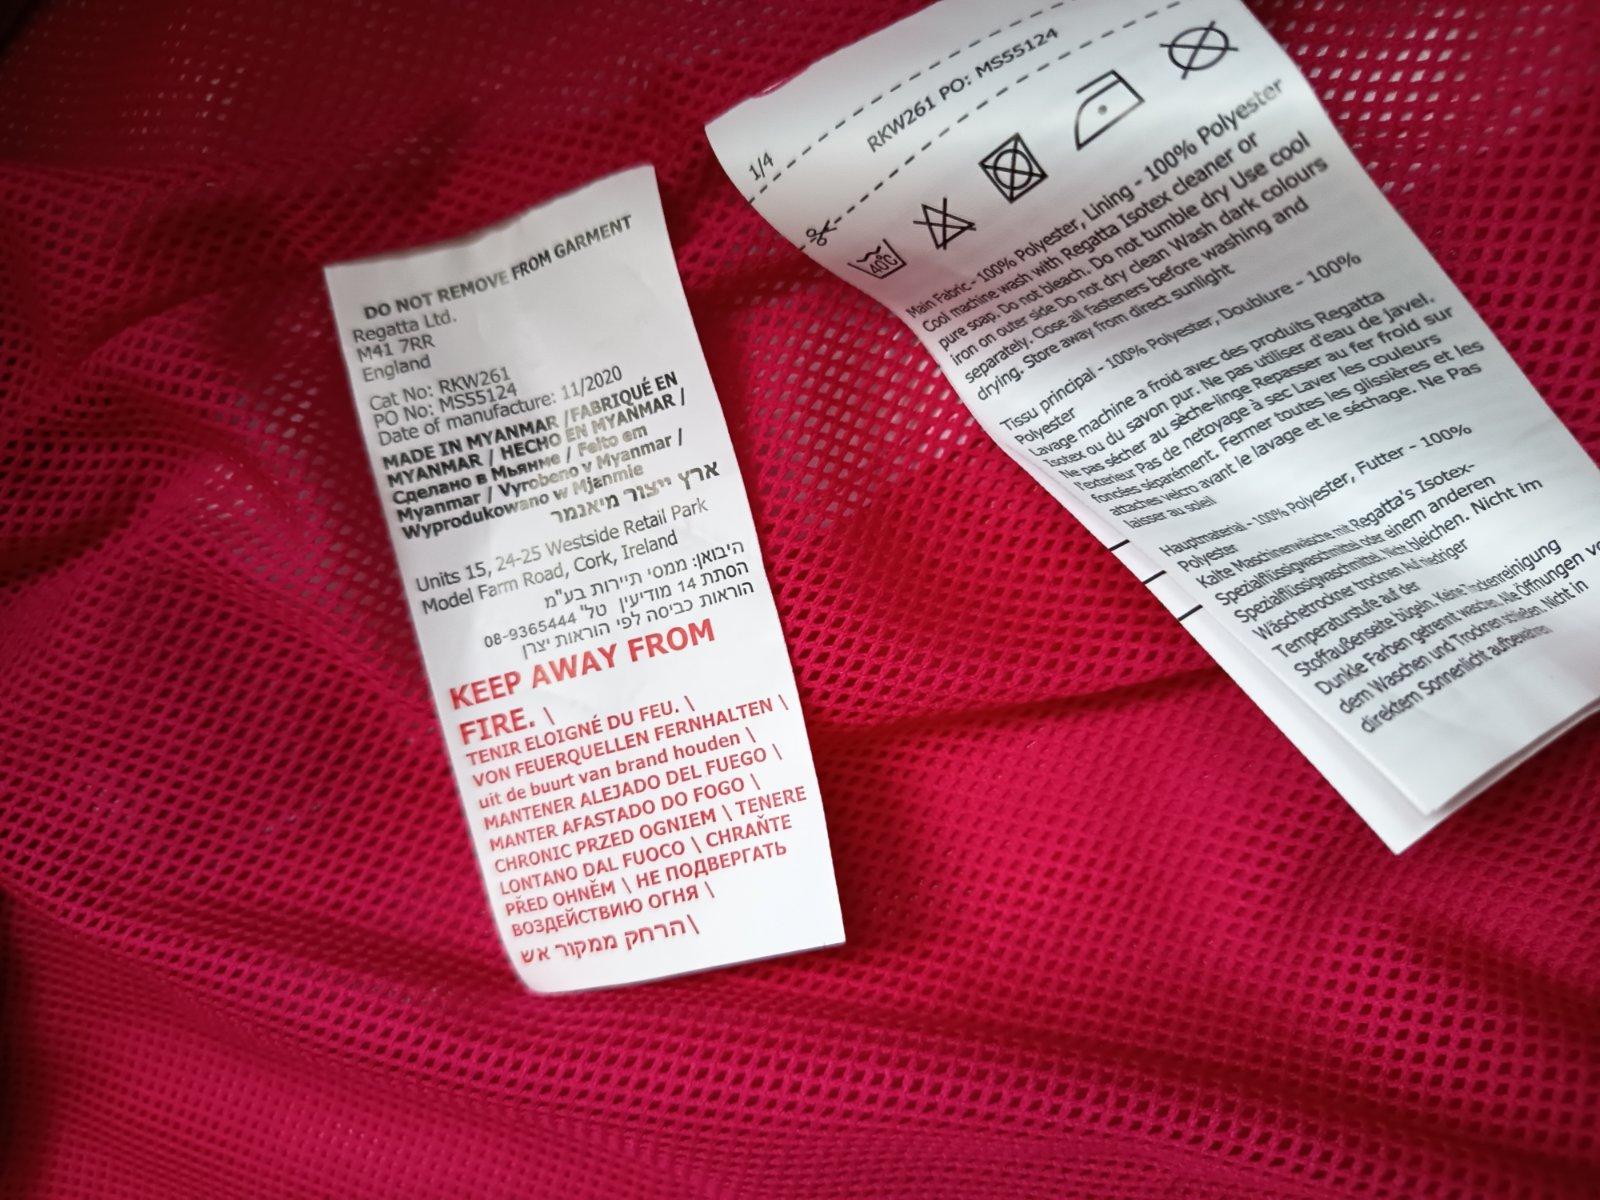 DO NOT REMOVE FROM GARMENT
Regatta Ltd.
M41 7RR
England
Cat No: RKW261
PO No: MS55124
Date of manufacture: 11/2020
MADE IN MYANMAR /FABRIQUÉ EN
MYANMAR / HECHO EN MYANMAR /
Сделано в Мьянме / Feito em
Myanmar / Vyrobeno v Myanmar /
Wyprodukowano w Mjanmie
ארץ ייצור מיאנמר
Units 15, 24-25 Westside Retail Park
Model Farm Road, Cork, Ireland
היבואן: ממסי תיירות בע"מ
הסתת 14 מודיעין טל" 08-9365444
הוראות כביסה לפי הוראות יצרן
KEEP AWAY FROM
FIRE. \
TENIR ELOIGNÉ DU FEU. \
VON FEUERQUELLEN FERNHALTEN \
uit de buurt van brand houden \
MANTENER ALEJADO DEL FUEGO \
MANTER AFASTADO DO FOGO \
CHRONIC PRZED OGNIEM \ TENERE
LONTANO DAL FUOCO \ CHRAŇTE
PŘED OHNĚM \ НЕ ПОДВЕРГАТЬ
ВОЗДЕЙСТВИЮ ОГНЯ \
הרחק ממקור אש\
1/4
RKW261 PO: MS55124
40°C
Main Fabric - 100% Polyester, Lining - 100% Polyester
Cool machine wash with Regatta Isotex cleaner or
pure soap. Do not bleach. Do not tumble dry Use cool
iron on outer side Do not dry clean Wash dark colours
separately. Close all fasteners before washing and
drying. Store away from direct sunlight
Tissu principal - 100% Polyester, Doublure - 100%
Polyester
Lavage machine a froid avec des produits Regatta
Isotex ou du savon pur. Ne pas utiliser d'eau de javel.
Ne pas sécher au sèche-linge Repasser au fer froid sur
l'exterieur Pas de netoyage à sec Laver les couleurs
foncées séparément. Fermer toutes les glissières et les
attaches velcro avant le lavage et le séchage. Ne Pas
laisser au soleil
Hauptmaterial - 100% Polyester, Futter - 100%
Polyester
Kalte Maschinenwäsche mit Regatta's Isotex-
Spezialflüssigwaschmittel oder einem anderen
Spezialflüssigwaschmittel. Nicht bleichen. Nicht im
Wäschetrockner trocknen Auf niedriger
Temperaturstufe auf der
Stoffaußenseite bügeln. Keine Trockenreinigung
Dunkle Farben getrennt waschen. Alle Öffnungen vo
dem Waschen und Trocknen schließen. Nicht in
direktem Sonnenlicht aufbewahren